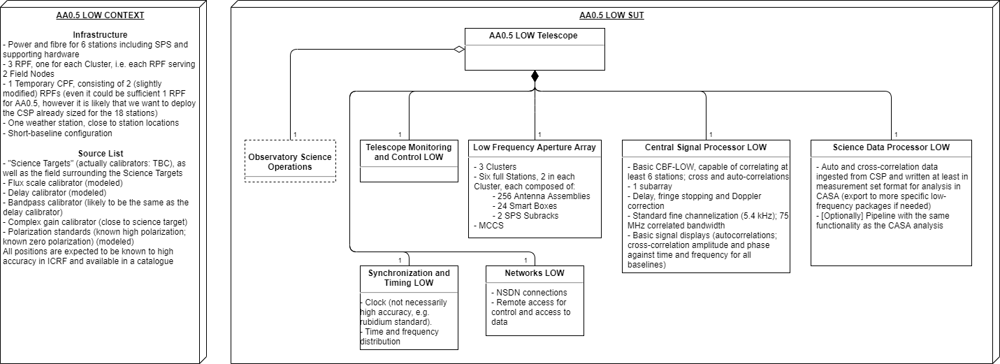 AA0.5 LOW CONTEXT
Infrastructure
- Power and fibre for 6 stations including SPS and
supporting hardware
- 3 RPF, one for each Cluster, i.e. each RPF serving
2 Field Nodes
- 1 Temporary CPF, consisting of 2 (slightly
modified) RPFs (even it could be sufficient 1 RPF
for AA0.5, however it is likely that we want to deploy
the CSP already sized for the 18 stations)
- One weather station, close to station locations
- Short-baseline configuration
Source List
- "Science Targets" (actually calibrators: TBC), as
well as the field surrounding the Science Targets
- Flux scale calibrator (modeled)
- Delay calibrator (modeled)
- Bandpass calibrator (likely to be the same as the
delay calibrator)
- Complex gain calibrator (close to science target)
- Polarization standards (known high polarization;
known zero polarization) (modeled)
All positions are expected to be known to high
accuracy in ICRF and available in a catalogue
AA0.5 LOW SUT
AA0.5 LOW Telescope
1
Observatory Science
Operations
1
Telescope Monitoring
and Control LOW
1
Low Frequency Aperture Array
- 3 Clusters
- Six full Stations, 2 in each
Cluster, each composed of:
- 256 Antenna Assemblies
- 24 Smart Boxes
- 2 SPS Subracks
- MCCS
1
Central Signal Processor LOW
- Basic CBF-LOW, capable of correlating at
least 6 stations; cross and auto-correlations
- 1 subarray
- Delay, fringe stopping and Doppler
correction
- Standard fine channelization (5.4 kHz); 75
MHz correlated bandwidth
- Basic signal displays (autocorrelations;
cross-correlation amplitude and phase
against time and frequency for all
baselines)
1
Science Data Processor LOW
- Auto and cross-correlation data
ingested from CSP and written at least in
measurement set format for analysis in
CASA (export to more specific low-
frequency packages if needed)
- [Optionally] Pipeline with the same
functionality as the CASA analysis
1
Synchronization and
Timing LOW
- Clock (not necessarily
high accuracy, e.g.
rubidium standard).
- Time and frequency
distribution
1
Networks LOW
- NSDN connections
- Remote access for
control and access to
data